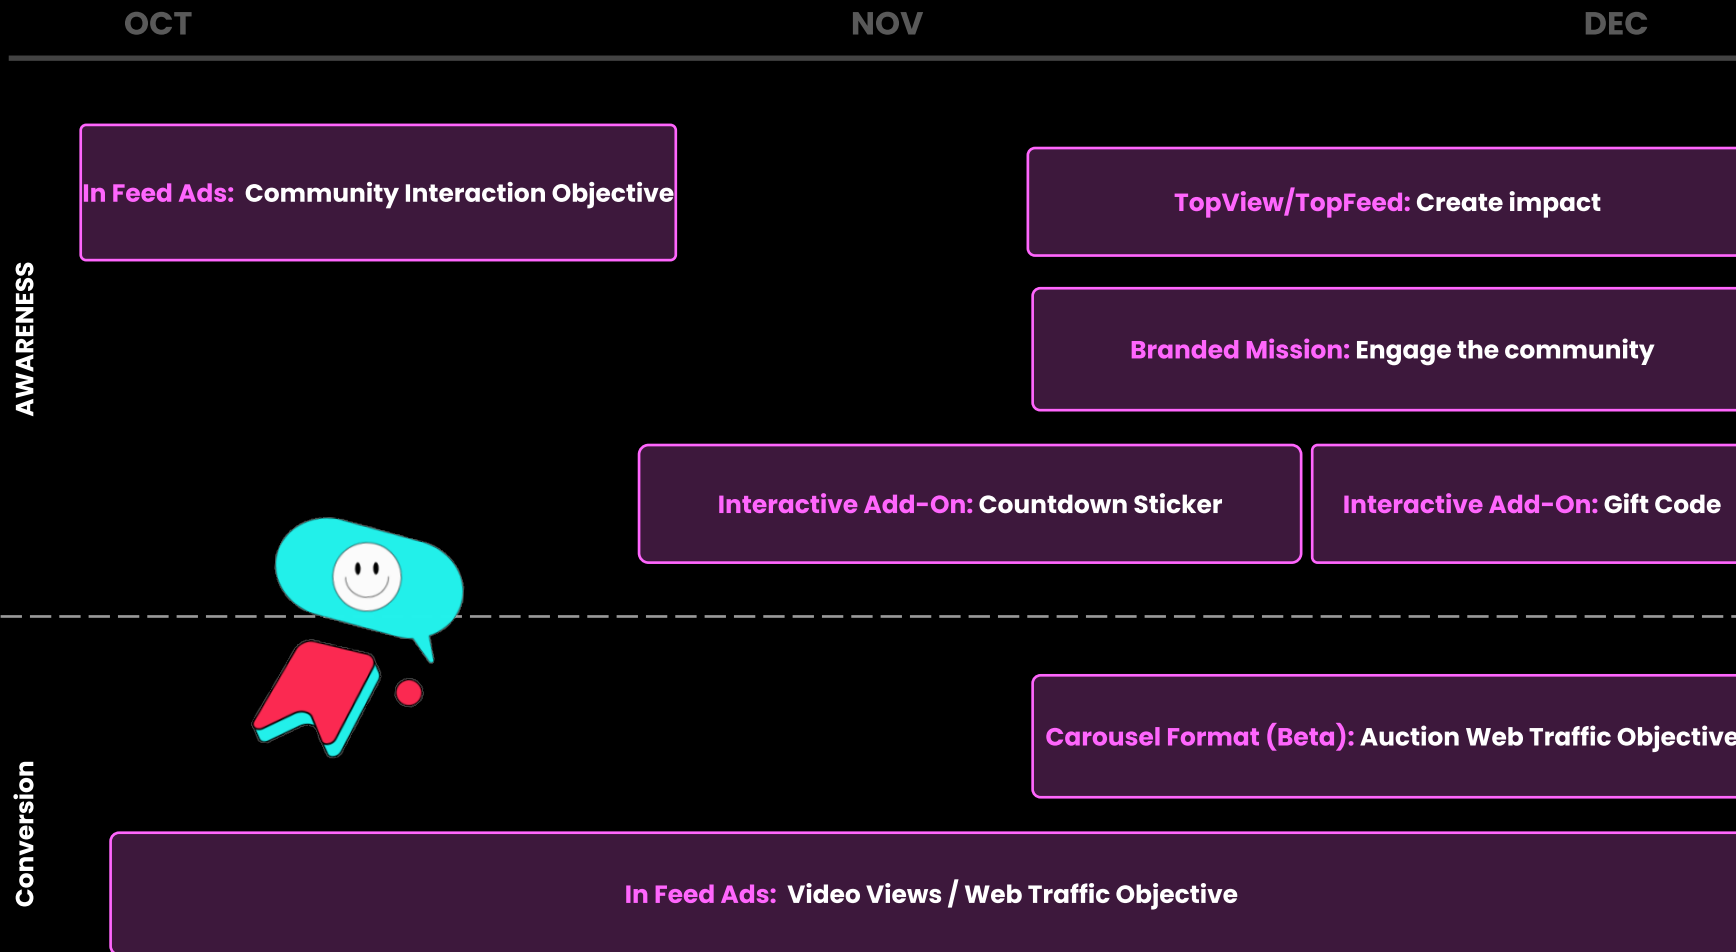 OCT NOV DEC
AWARENESS
In Feed Ads: Community Interaction Objective
TopView/TopFeed: Create impact
Branded Mission: Engage the community
Interactive Add-On: Countdown Sticker
Interactive Add-On: Gift Code
Conversion
Carousel Format (Beta): Auction Web Traffic Objective
In Feed Ads: Video Views / Web Traffic Objective